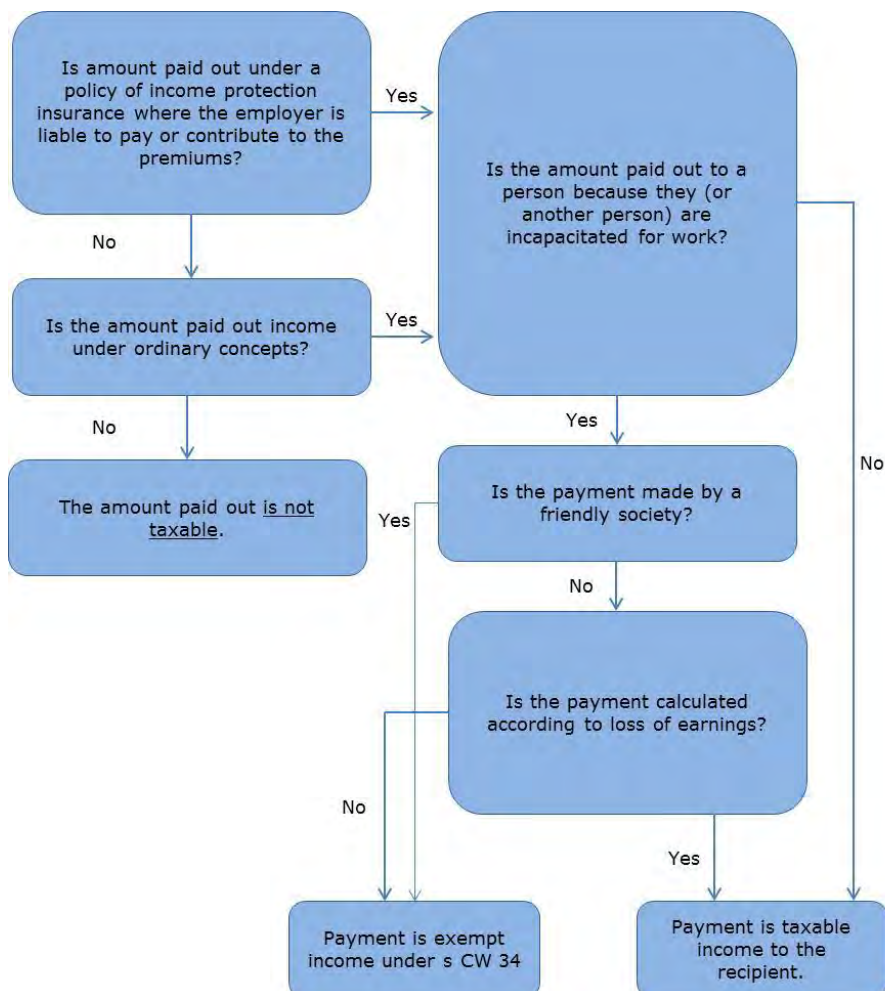 Is amount paid out under a
policy of income protection
insurance where the employer is
liable to pay or contribute to the
premiums?
Yes
Is the amount paid out to a
person because they (or
another person) are
incapacitated for work?
No
Is the amount paid out income
under ordinary concepts?
Yes
No
The amount paid out is not
taxable.
Yes
No
Is the payment made by a
friendly society?
Yes
No
Is the payment calculated
according to loss of earnings?
No
Yes
Payment is exempt
income under s CW 34
Payment is taxable
income to the
recipient.